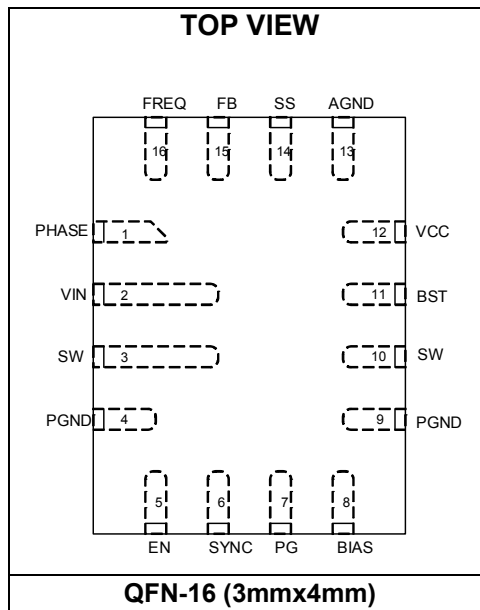 TOP VIEW
FREQ FB SS AGND
16 15 14 13
PHASE 1 12 VCC
VIN 2 11 BST
SW 3 10 SW
PGND 4 9 PGND
5 6 7 8
EN SYNC PG BIAS
QFN-16 (3mmx4mm)